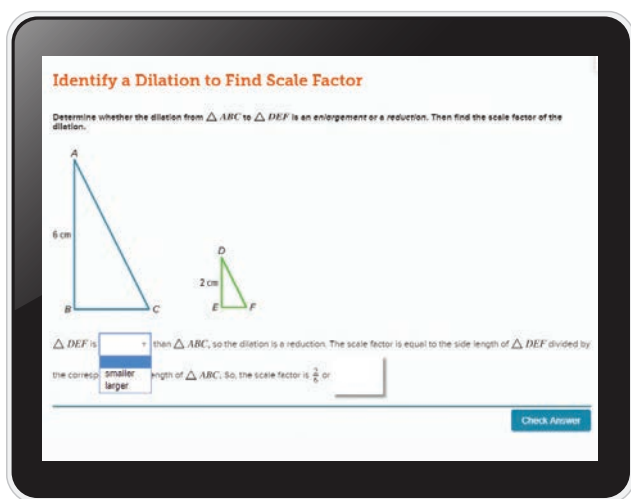 Identify a Dilation to Find Scale Factor
Determine whether the dilation from △ ABC to △ DEF is an enlargement or a reduction. Then find the scale factor of the
dilation.
A
6 cm
B
C
D
2 cm
E
F
△ DEF is than △ ABC, so the dilation is a reduction. The scale factor is equal to the side length of △ DEF divided by
smaller
larger
the corresp ength of △ ABC. So, the scale factor is 2/6 or
Check Answer